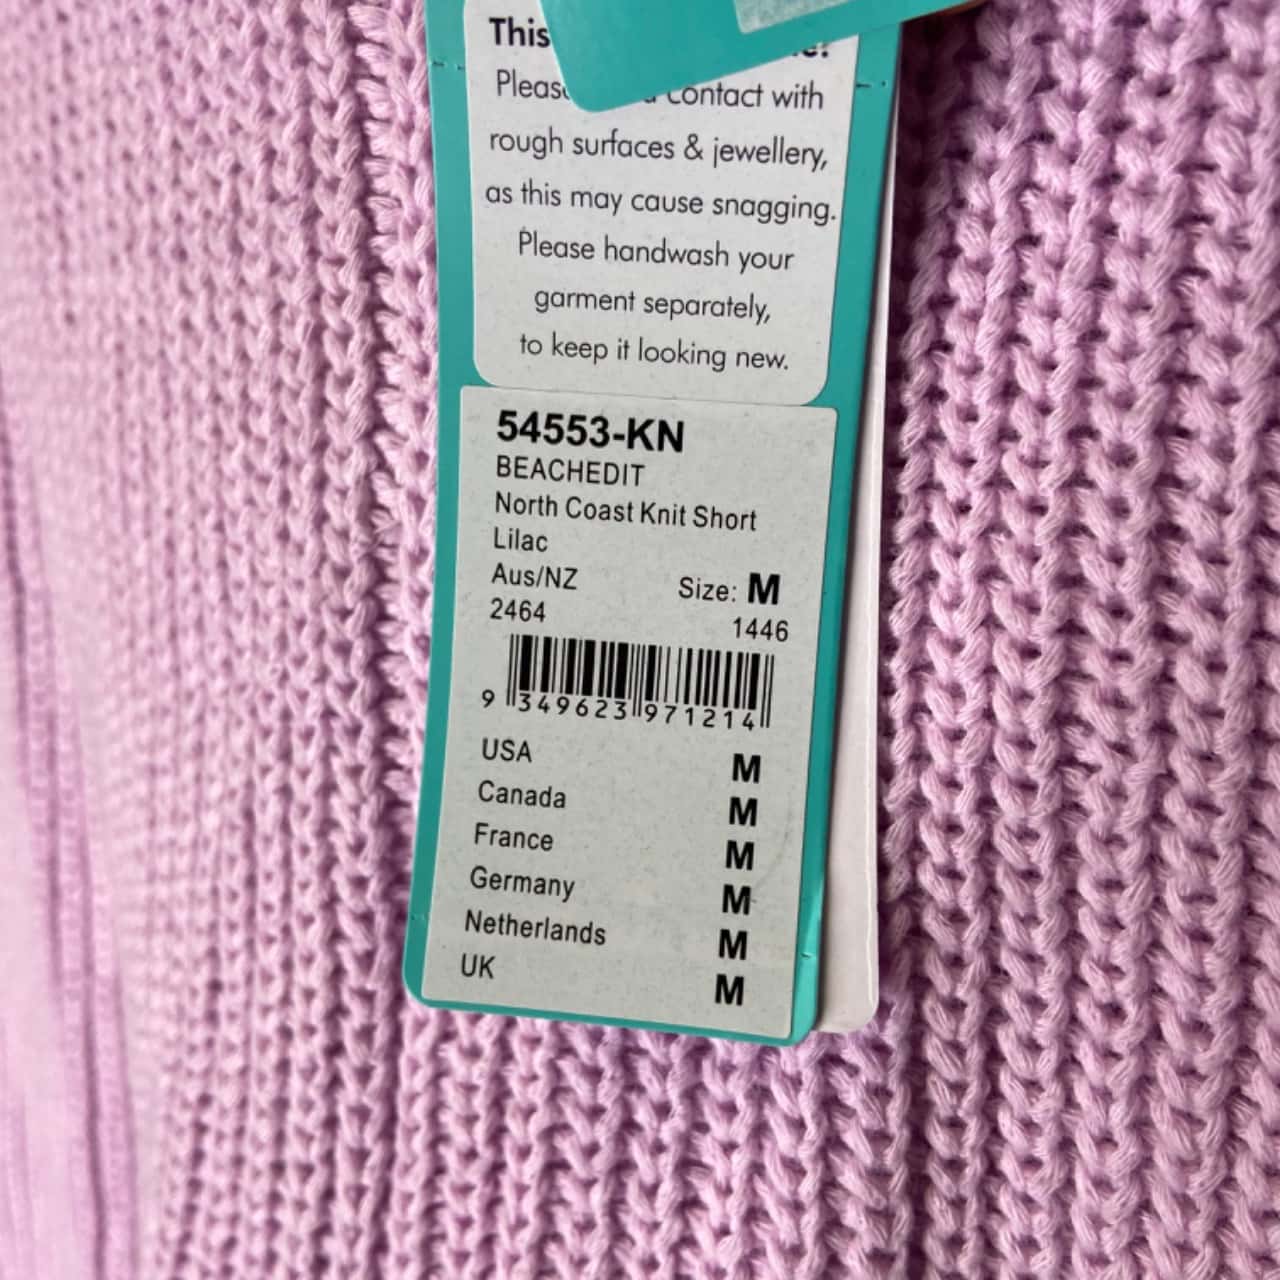 This
contact with
rough surfaces & jewellery,
as this may cause snagging.
Please handwash your
garment separately,
to keep it looking new.
54553-KN
BEACHEDIT
North Coast Knit Short
Lilac
Aus/NZ Size: M
2464 1446
9 349623 971214
USA M
Canada M
France M
Germany M
Netherlands M
UK M